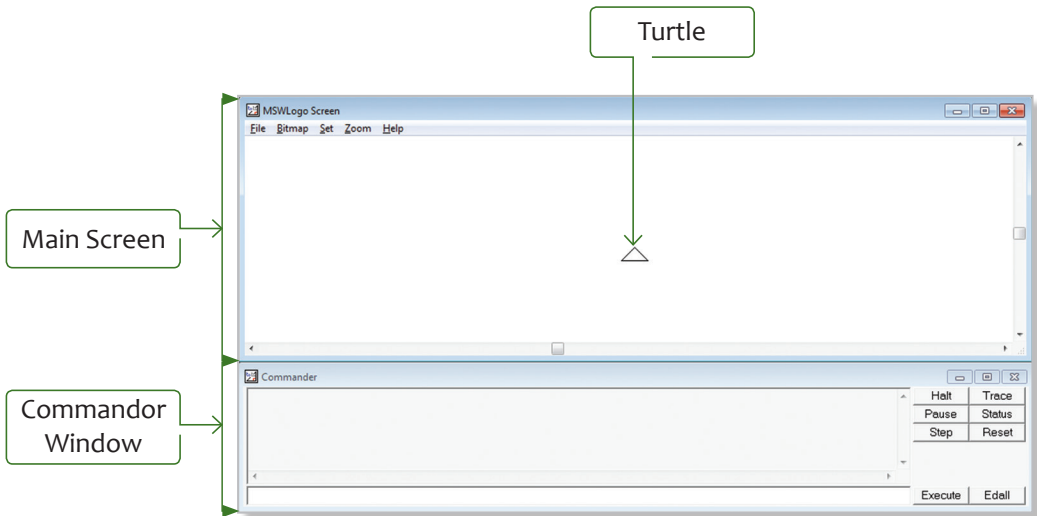 Turtle
MSWLogo Screen
File Bitmap Set Zoom Help
Main Screen
Commander
Commandor
Window
Halt Trace
Pause Status
Step Reset
Execute Edall